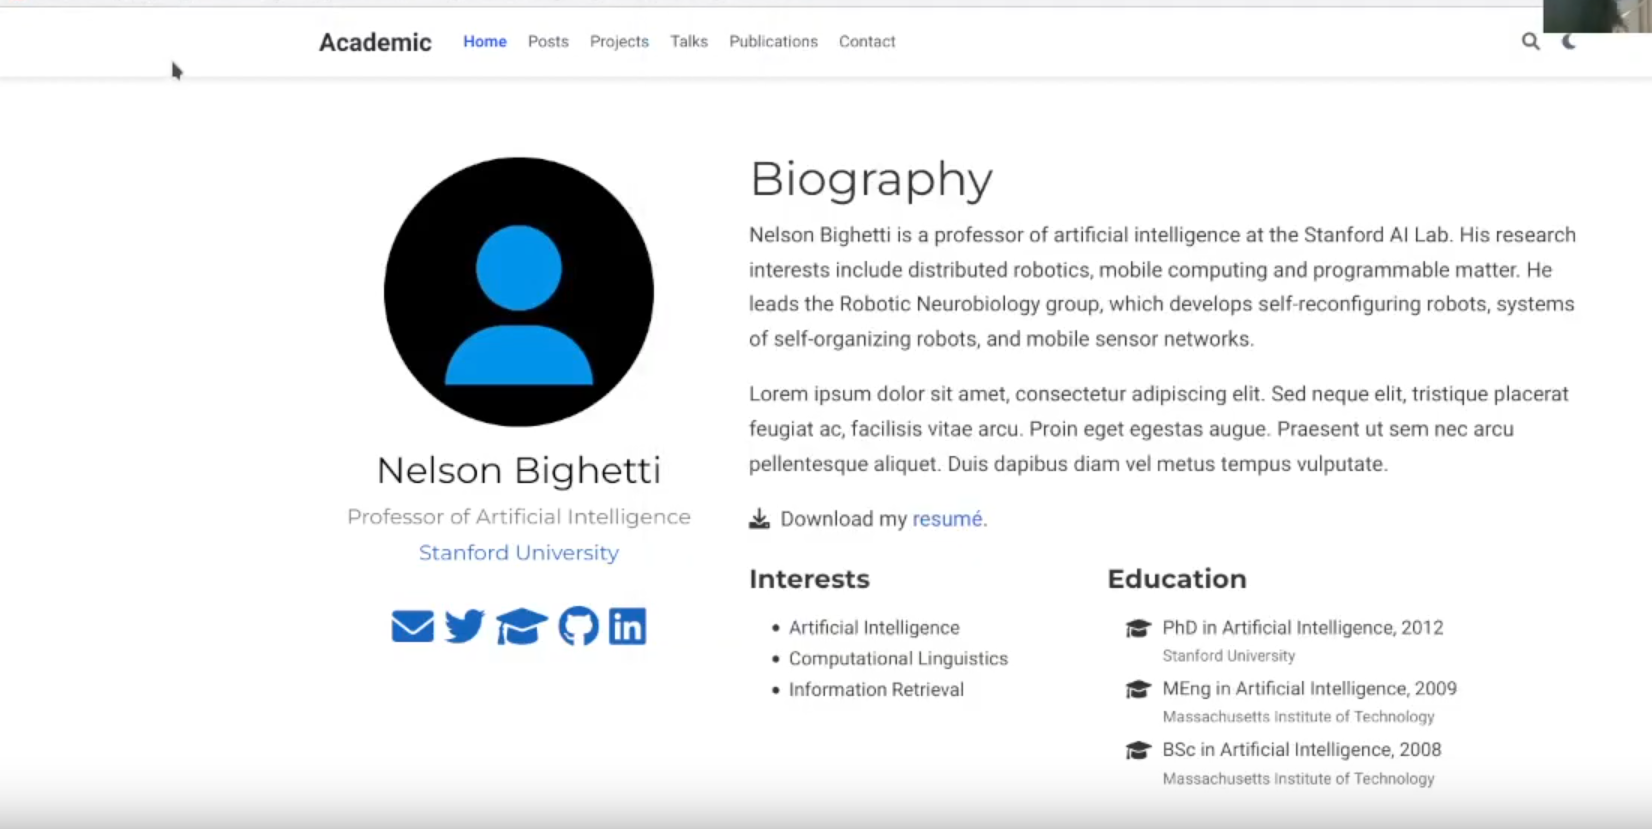 Academic Home Posts Projects Talks Publications Contact
Biography
Nelson Bighetti is a professor of artificial intelligence at the Stanford AI Lab. His research
interests include distributed robotics, mobile computing and programmable matter. He
leads the Robotic Neurobiology group, which develops self-reconfiguring robots, systems
of self-organizing robots, and mobile sensor networks.
Lorem ipsum dolor sit amet, consectetur adipiscing elit. Sed neque elit, tristique placerat
feugiat ac, facilisis vitae arcu. Proin eget egestas augue. Praesent ut sem nec arcu
pellentesque aliquet. Duis dapibus diam vel metus tempus vulputate.
Download my resumé.
Nelson Bighetti
Professor of Artificial Intelligence
Stanford University
in
Interests
Artificial Intelligence
Computational Linguistics
Information Retrieval
Education
PhD in Artificial Intelligence, 2012
Stanford University
MEng in Artificial Intelligence, 2009
Massachusetts Institute of Technology
BSc in Artificial Intelligence, 2008
Massachusetts Institute of Technology